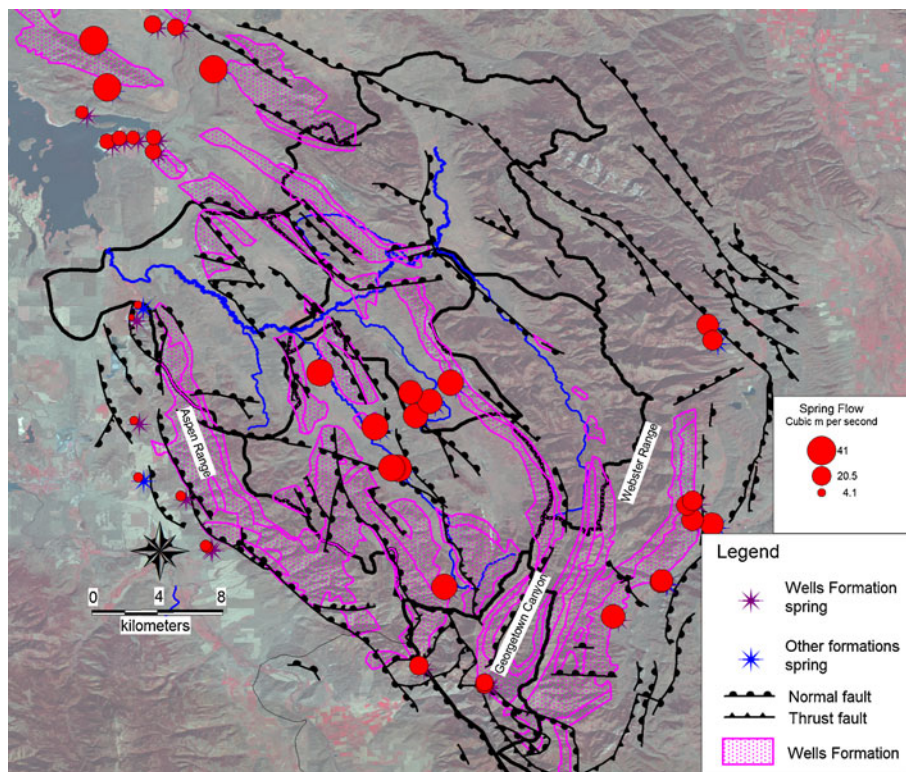 Aspen Range
Webster Range
Georgetown Canyon
Spring Flow
Cubic m per second
41
20.5
4.1
0 4 8
kilometers
Legend
Wells Formation
spring
Other formations
spring
Normal fault
Thrust fault
Wells Formation